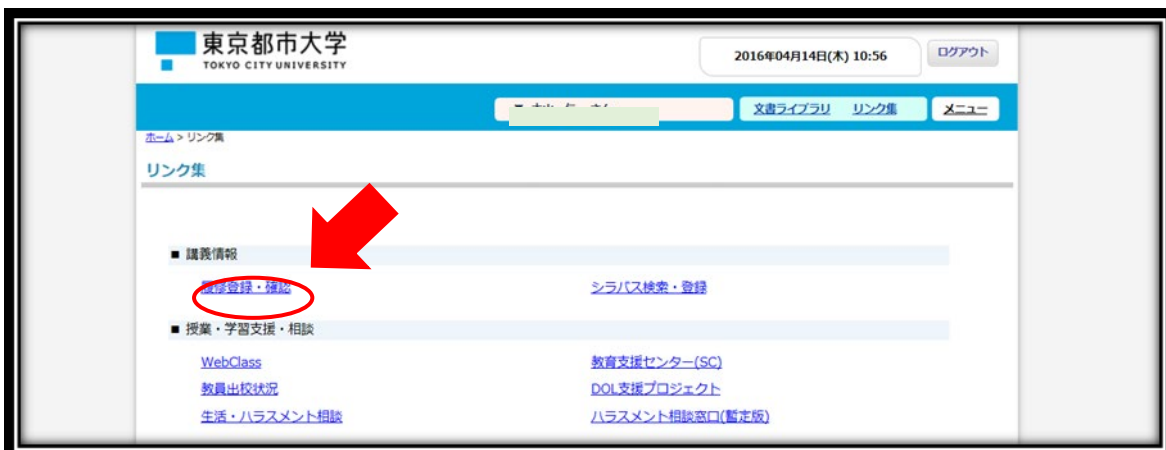 東京都市大学
TOKYO CITY UNIVERSITY
2016年04月14日(木) 10:56
ログアウト
文書ライブラリ リンク集
メニュー
ホーム > リンク集
リンク集
■ 講義情報
履修登録・確認
シラバス検索・登録
■ 授業・学習支援・相談
WebClass
教育支援センター(SC)
教員出校状況
DOL支援プロジェクト
生活・ハラスメント相談
ハラスメント相談窓口(暫定版)